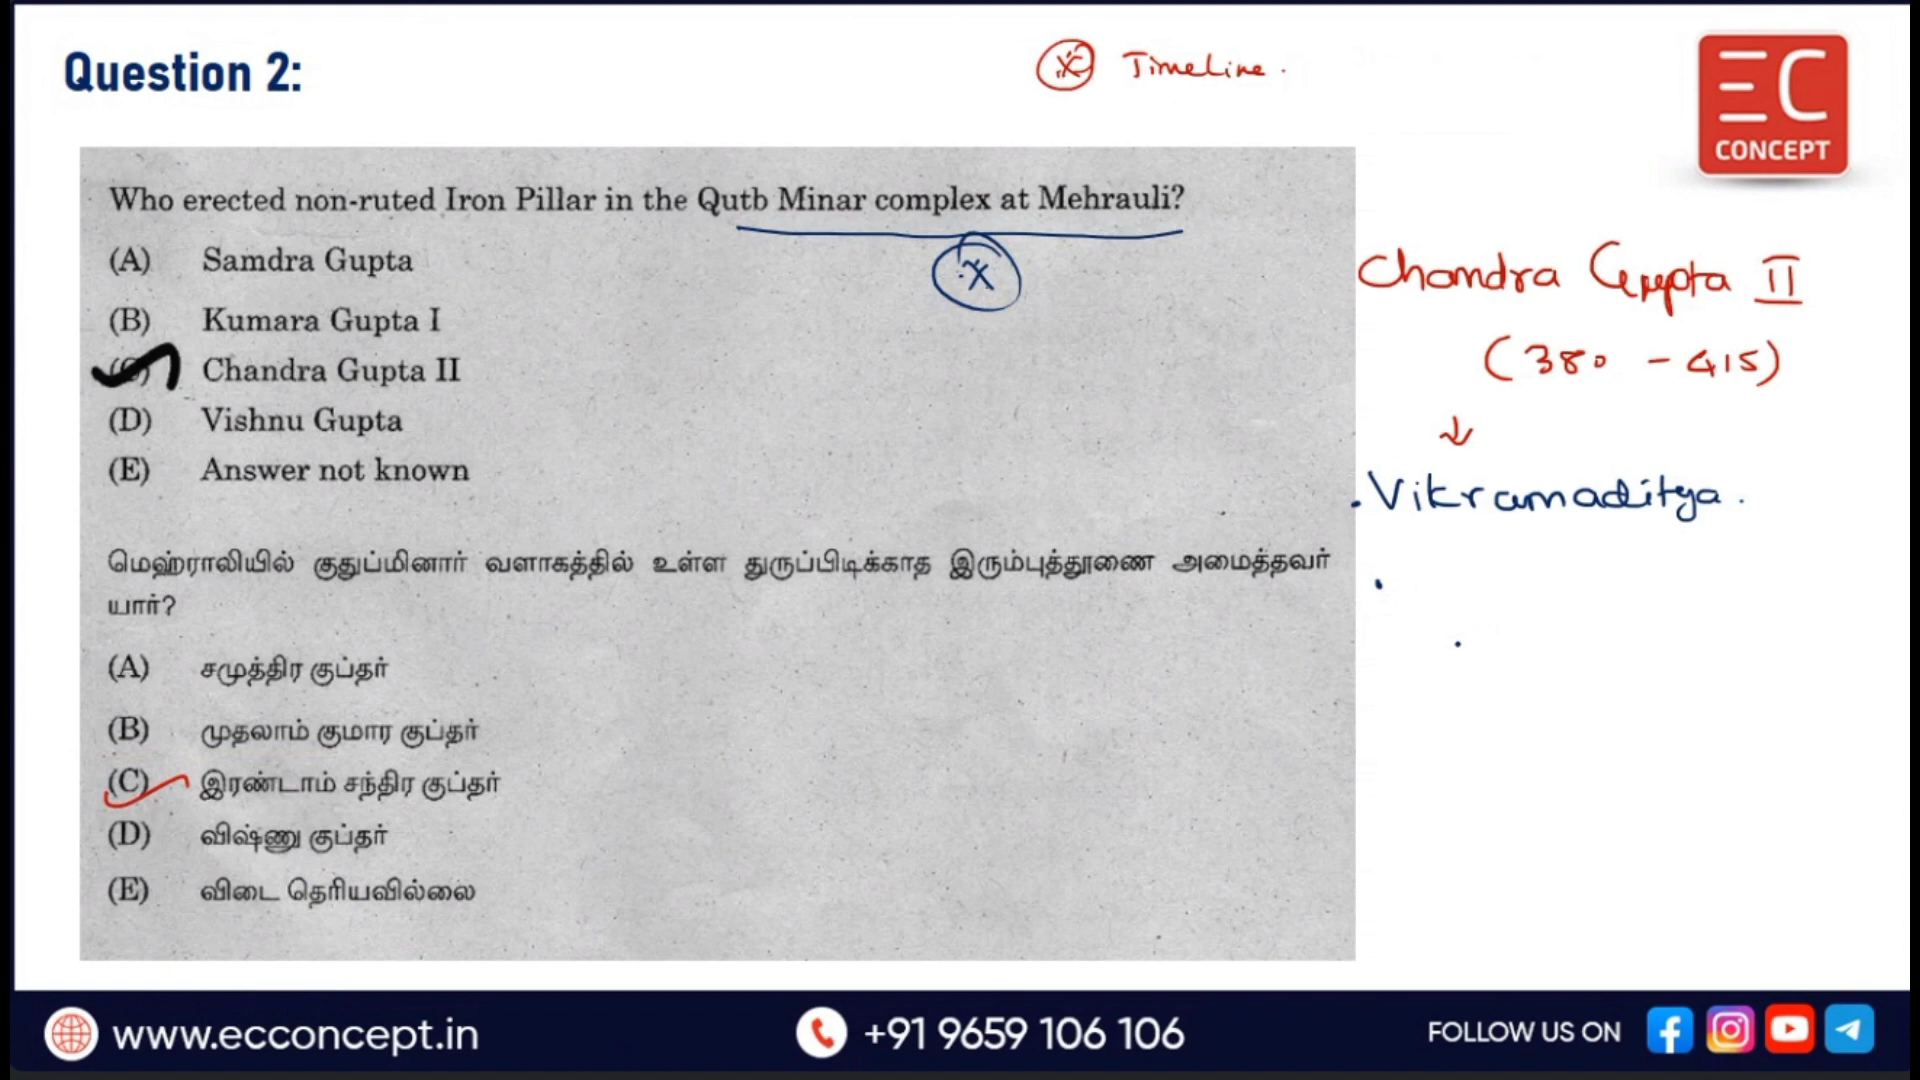 Question 2:
Timeline.
EC
CONCEPT
Who erected non-ruted Iron Pillar in the Qutb Minar complex at Mehrauli?
(A) Samdra Gupta
(B) Kumara Gupta I
(C) Chandra Gupta II
(D) Vishnu Gupta
(E) Answer not known
Chandra Gupta II
(380 - 415)
Vikramaditya.
மெஹ்ராலியில் குதுப்மினார் வளாகத்தில் உள்ள துருப்பிடிக்காத இரும்புத்தூணை அமைத்தவர்
யார்?
(A) சமுத்திர குப்தர்
(B) முதலாம் குமார குப்தர்
(C) இரண்டாம் சந்திர குப்தர்
(D) விஷ்ணு குப்தர்
(E) விடை தெரியவில்லை
www.ecconcept.in
+91 9659 106 106
FOLLOW US ON